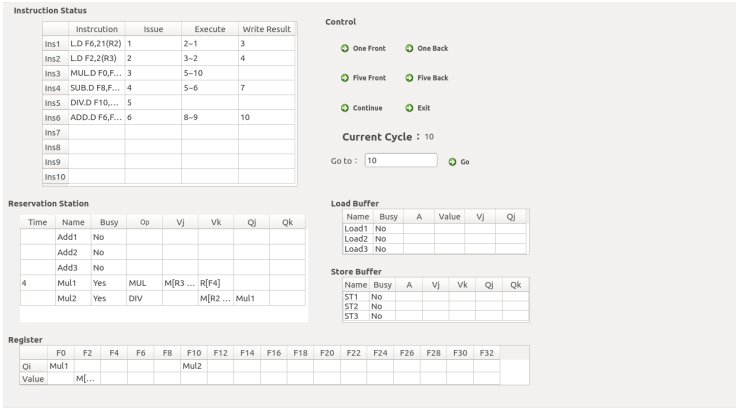 Instruction Status
Instrcution Issue Execute Write Result
Ins1 L.D F6,21(R2) 1 2~1 3
Ins2 L.D F2,2(R3) 2 3~2 4
Ins3 MUL.D F0,F... 3 5~10
Ins4 SUB.D F8,F... 4 5~6 7
Ins5 DIV.D F10,... 5
Ins6 ADD.D F6,F... 6 8~9 10
Ins7
Ins8
Ins9
Ins10
Control
One Front One Back
Five Front Five Back
Continue Exit
Current Cycle : 10
Go to : 10 Go
Reservation Station
Time Name Busy Op Vj Vk Qj Qk
Add1 No
Add2 No
Add3 No
4 Mul1 Yes MUL M[R3 ... R[F4]
Mul2 Yes DIV M[R2 ... Mul1
Load Buffer
Name Busy A Value Vj Qj
Load1 No
Load2 No
Load3 No
Store Buffer
Name Busy A Vj Vk Qj Qk
ST1 No
ST2 No
ST3 No
Register
F0 F2 F4 F6 F8 F10 F12 F14 F16 F18 F20 F22 F24 F26 F28 F30 F32
Qi Mul1 Mul2
Value M[...